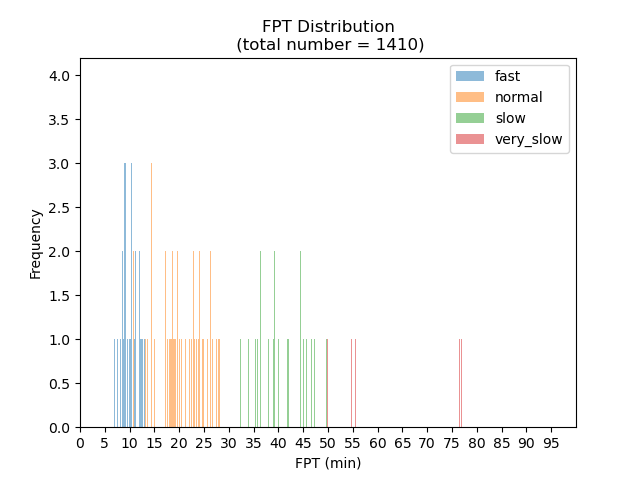 FPT Distribution
(total number = 1410)
fast
normal
slow
very_slow
Frequency
4.0
3.5
3.0
2.5
2.0
1.5
1.0
0.5
0.0
0 5 10 15 20 25 30 35 40 45 50 55 60 65 70 75 80 85 90 95
FPT (min)